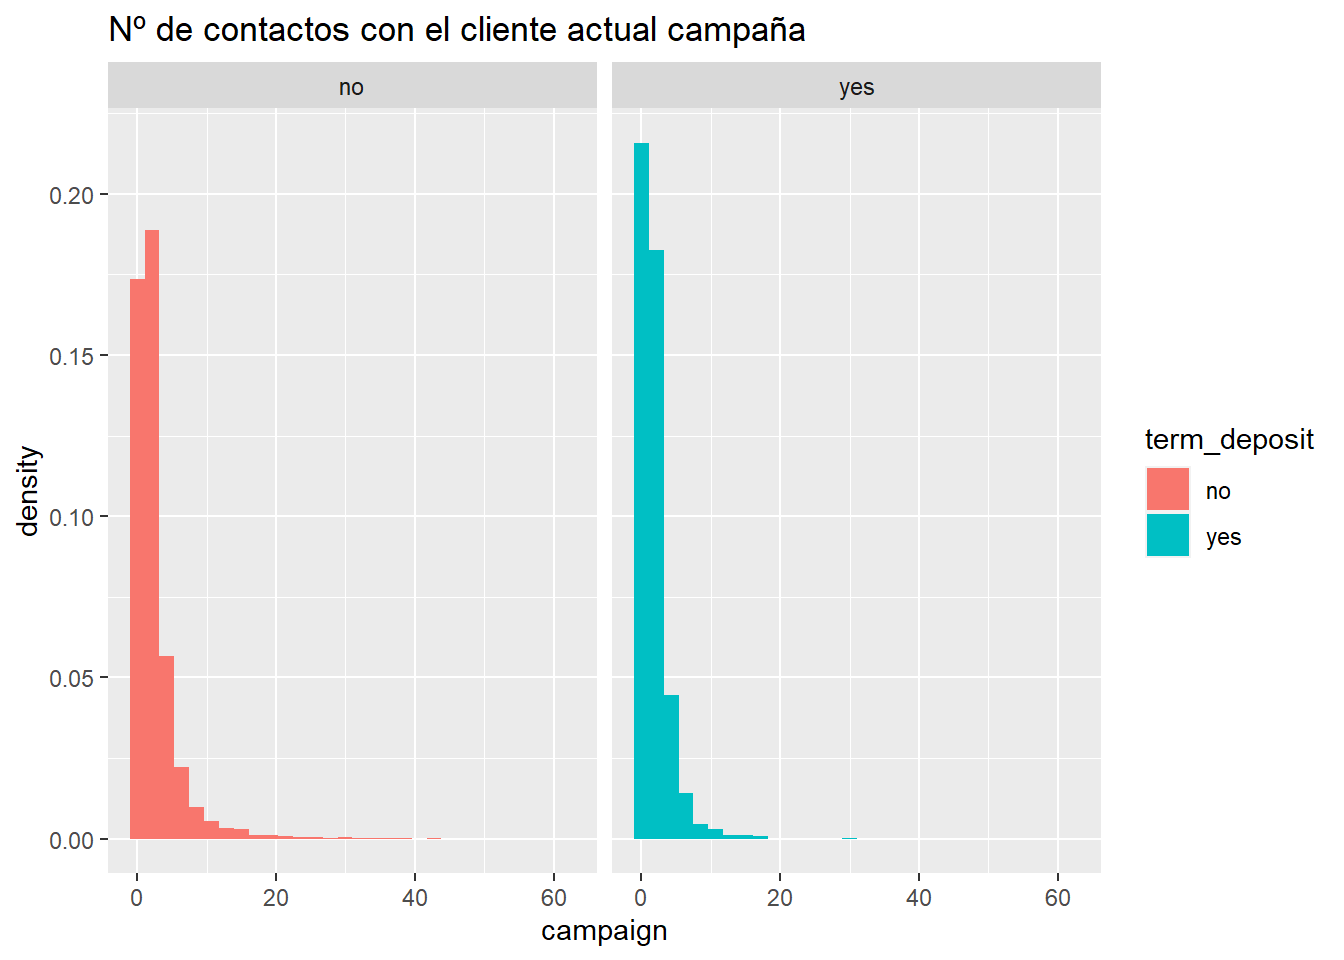 Nº de contactos con el cliente actual campaña
no
yes
0.20
0.15
0.10
0.05
0.00
density
0
20
40
60
0
20
40
60
campaign
term_deposit
no
yes